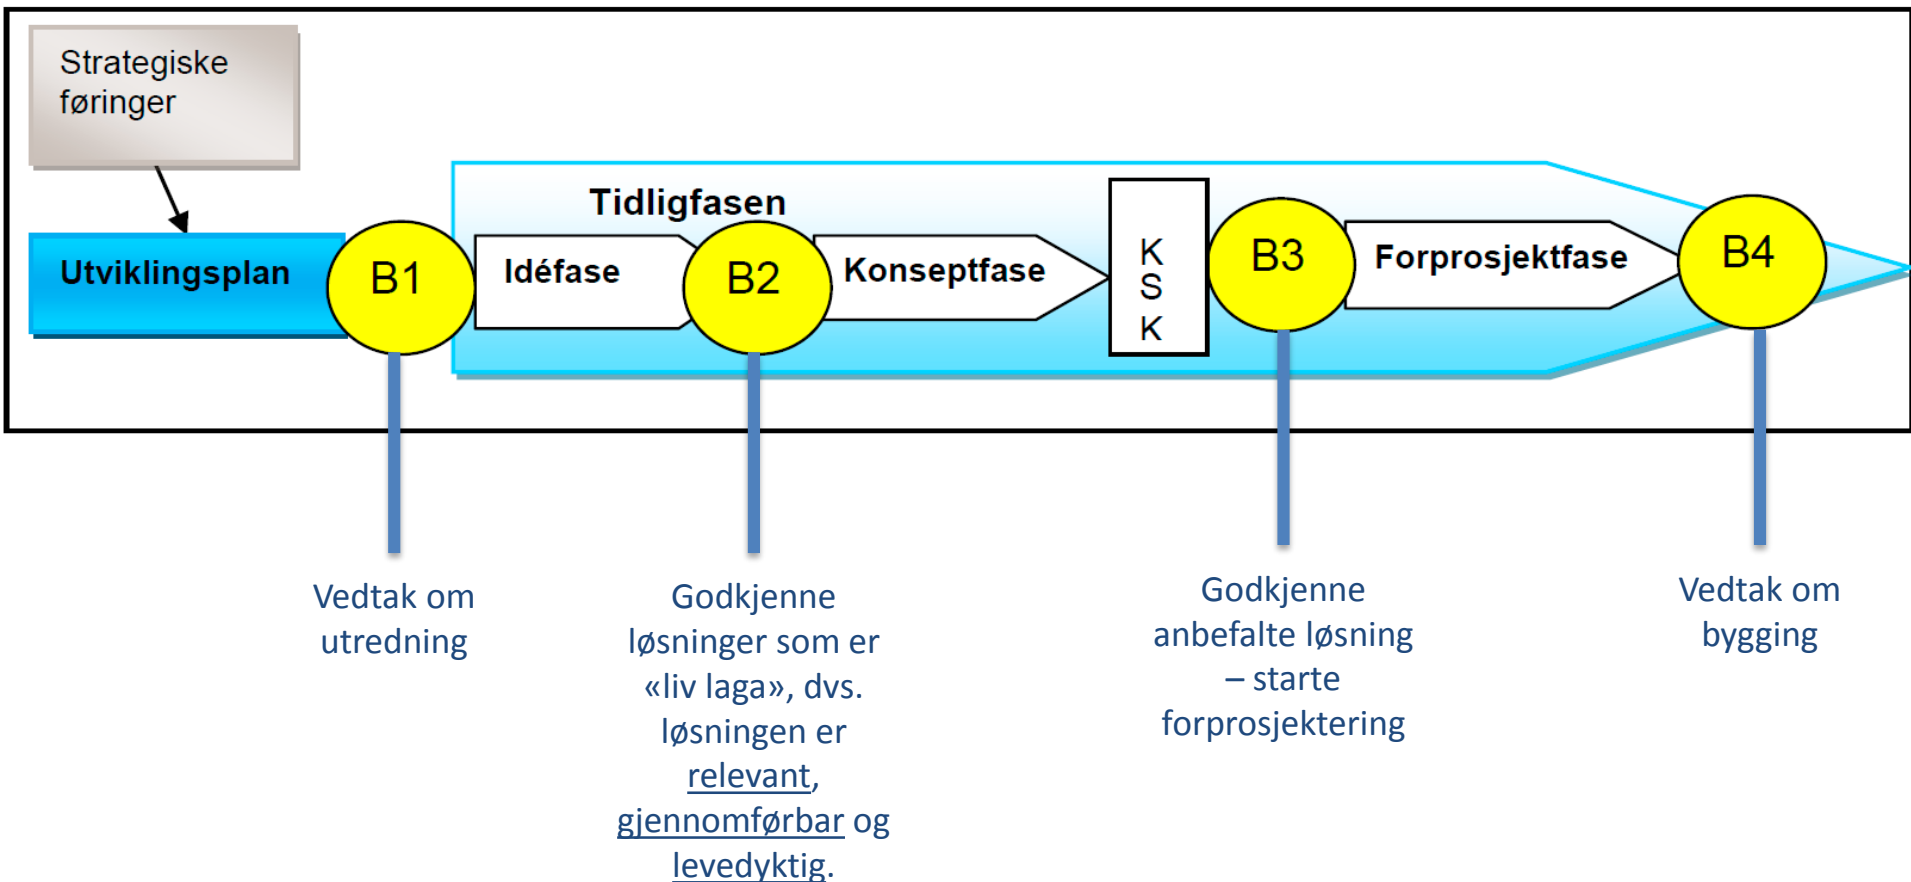 Strategiske
føringer
Tidligfasen
Utviklingsplan
B1
Idéfase
B2
Konseptfase
K
S
K
B3
Forprosjektfase
B4
Vedtak om
utredning
Godkjenne
løsninger som er
«liv laga», dvs.
løsningen er
relevant,
gjennomførbar og
levedyktig.
Godkjenne
anbefalte løsning
– starte
forprosjektering
Vedtak om
bygging